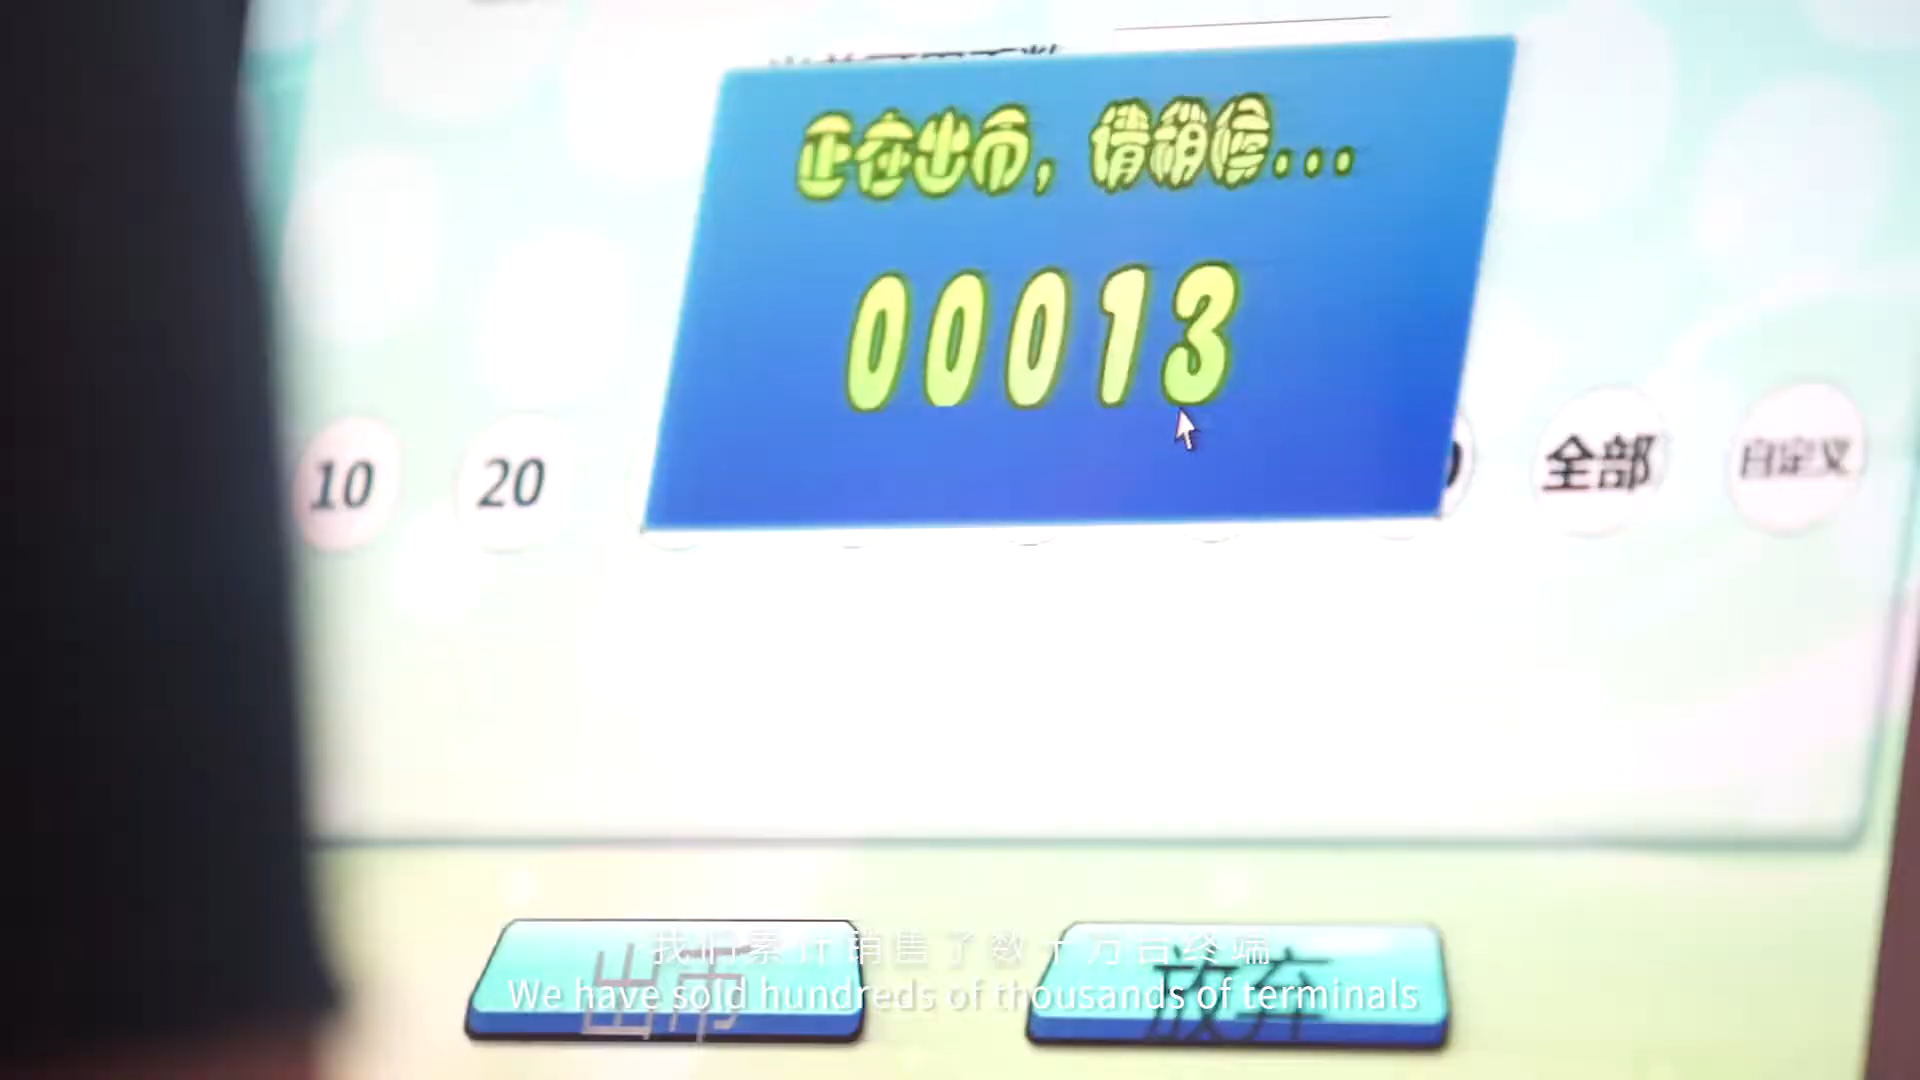 正在出币，请稍候...
00013
10
20
全部
自定义
出币
放弃
我们累计销售了数十万台终端
We have sold hundreds of thousands of terminals